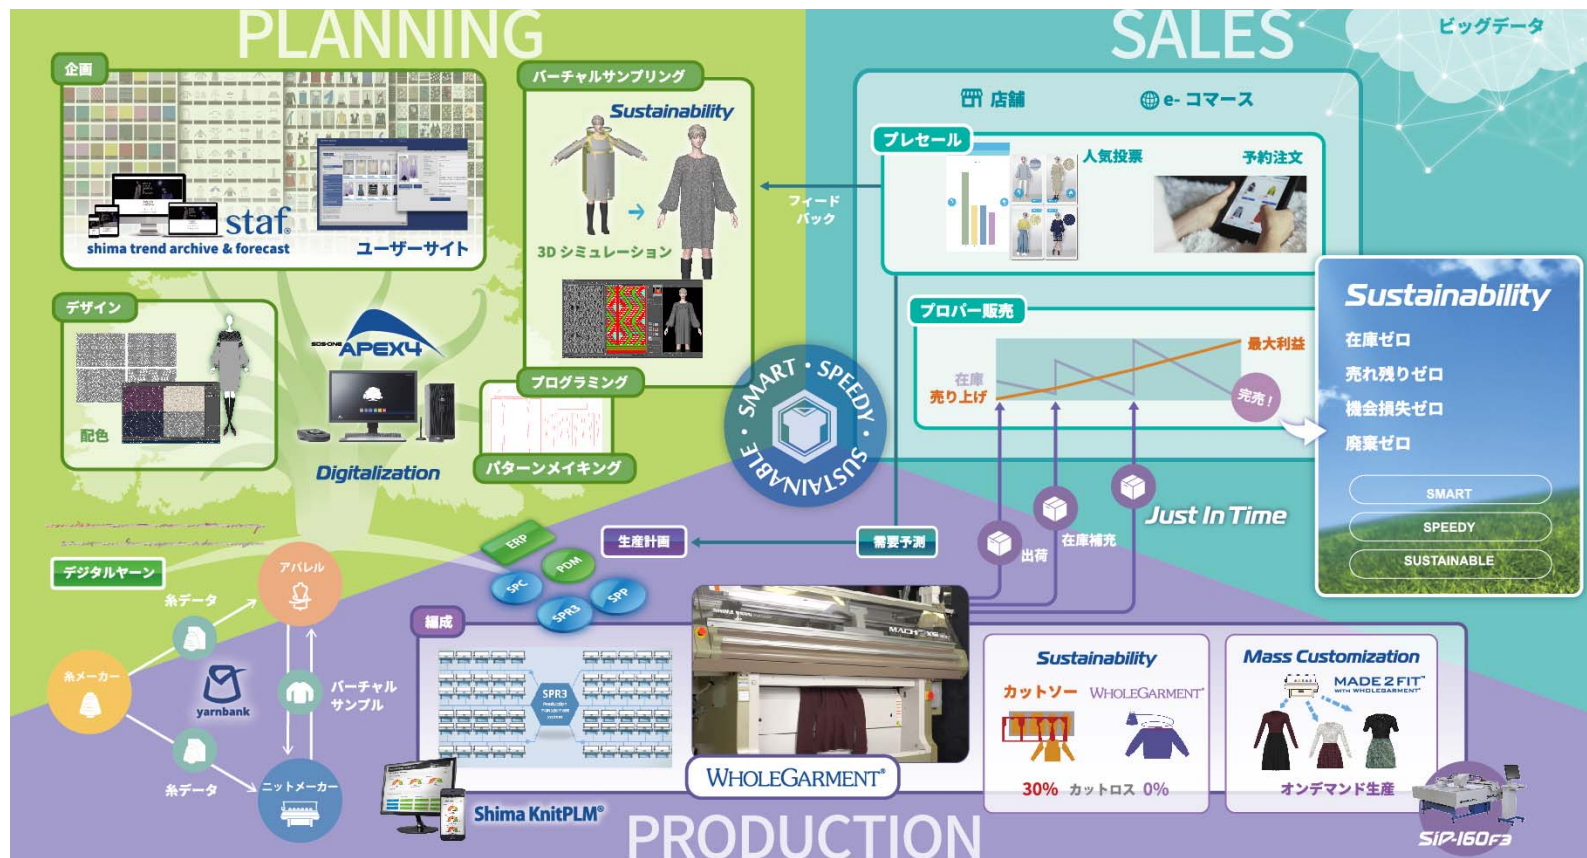 PLANNING
企画
staf®
shima trend archive & forecast
ユーザーサイト
バーチャルサンプリング
Sustainability
3D シミュレーション
デザイン
配色
SDS-ONE APEX4
Digitalization
プログラミング
パターンメイキング
SMART・SPEEDY・SUSTAINABLE・
SALES
ビッグデータ
店舗
e- コマース
プレセール
人気投票
予約注文
フィード
バック
プロパー販売
在庫
売り上げ
最大利益
完売！
Sustainability
在庫ゼロ
売れ残りゼロ
機会損失ゼロ
廃棄ゼロ
SMART
SPEEDY
SUSTAINABLE
Just In Time
出荷
在庫補充
需要予測
生産計画
ERP
PDM
SPC
SPR3
SPP
デジタルヤーン
アパレル
糸データ
糸メーカー
yarnbank
バーチャル
サンプル
糸データ
ニットメーカー
編成
SPR3
Production
management
system
Shima KnitPLM®
SHIMA SEIKI
MACH2XS
WHOLEGARMENT®
Sustainability
カットソー
WHOLEGARMENT®
30% カットロス 0%
Mass Customization
MADE2FIT™
WITH WHOLEGARMENT®
オンデマンド生産
SIP-160F3
PRODUCTION